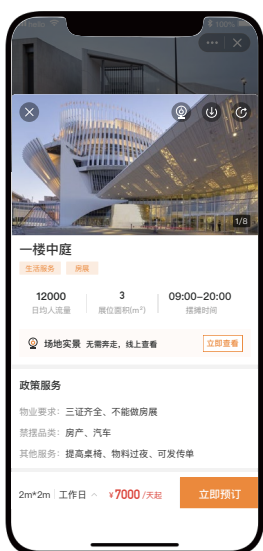 100%
1/8
一楼中庭
生活服务 房展
12000 3 09:00-20:00
日均人流量 展位面积(m²) 摆摊时间
场地实景 无需奔走，线上查看 立即查看
政策服务
物业要求: 三证齐全、不能做房展
禁摆品类: 房产、汽车
其他服务: 提高桌椅、物料过夜、可发传单
2m*2m 工作日 ¥7000/天起 立即预订